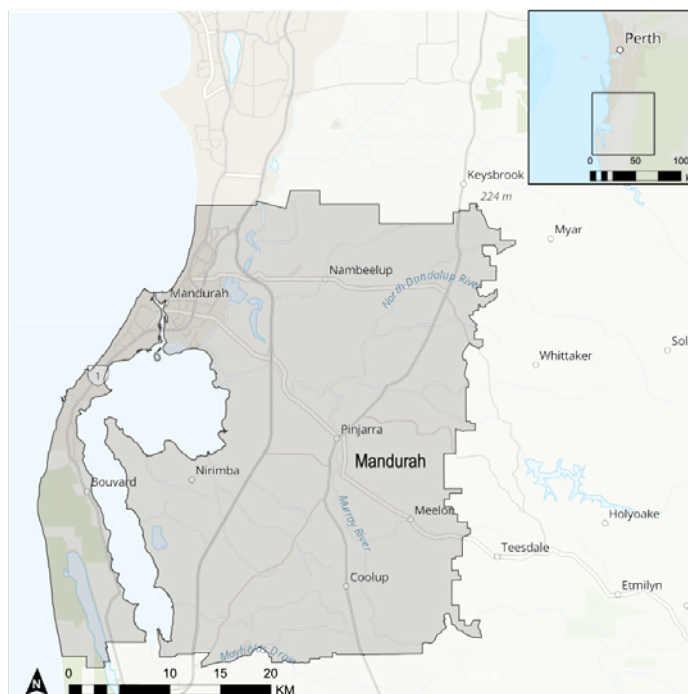 Perth
0 50 100
Keysbrook
224 m
Myar
Nambeelup
North Dandalup River
Mandurah
Whittaker
1
Pinjarra
Mandurah
Nirimba
Bouvard
Murray River
Meelon
Holyoake
Teesdale
Coolup
Etmilyn
Mayfields Drain
N
0 10 15 20
KM